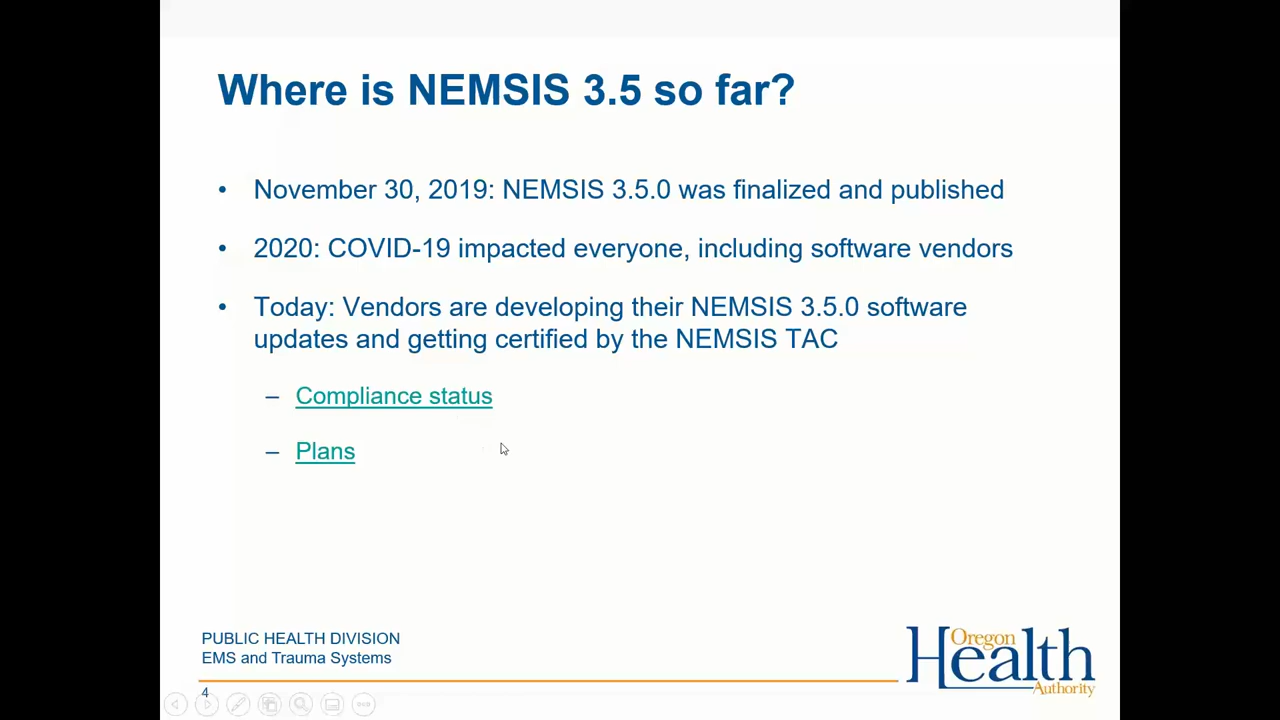 Where is NEMSIS 3.5 so far?
• November 30, 2019: NEMSIS 3.5.0 was finalized and published
• 2020: COVID-19 impacted everyone, including software vendors
• Today: Vendors are developing their NEMSIS 3.5.0 software
updates and getting certified by the NEMSIS TAC
– Compliance status
– Plans
PUBLIC HEALTH DIVISION
EMS and Trauma Systems
4
Oregon
Health
Authority